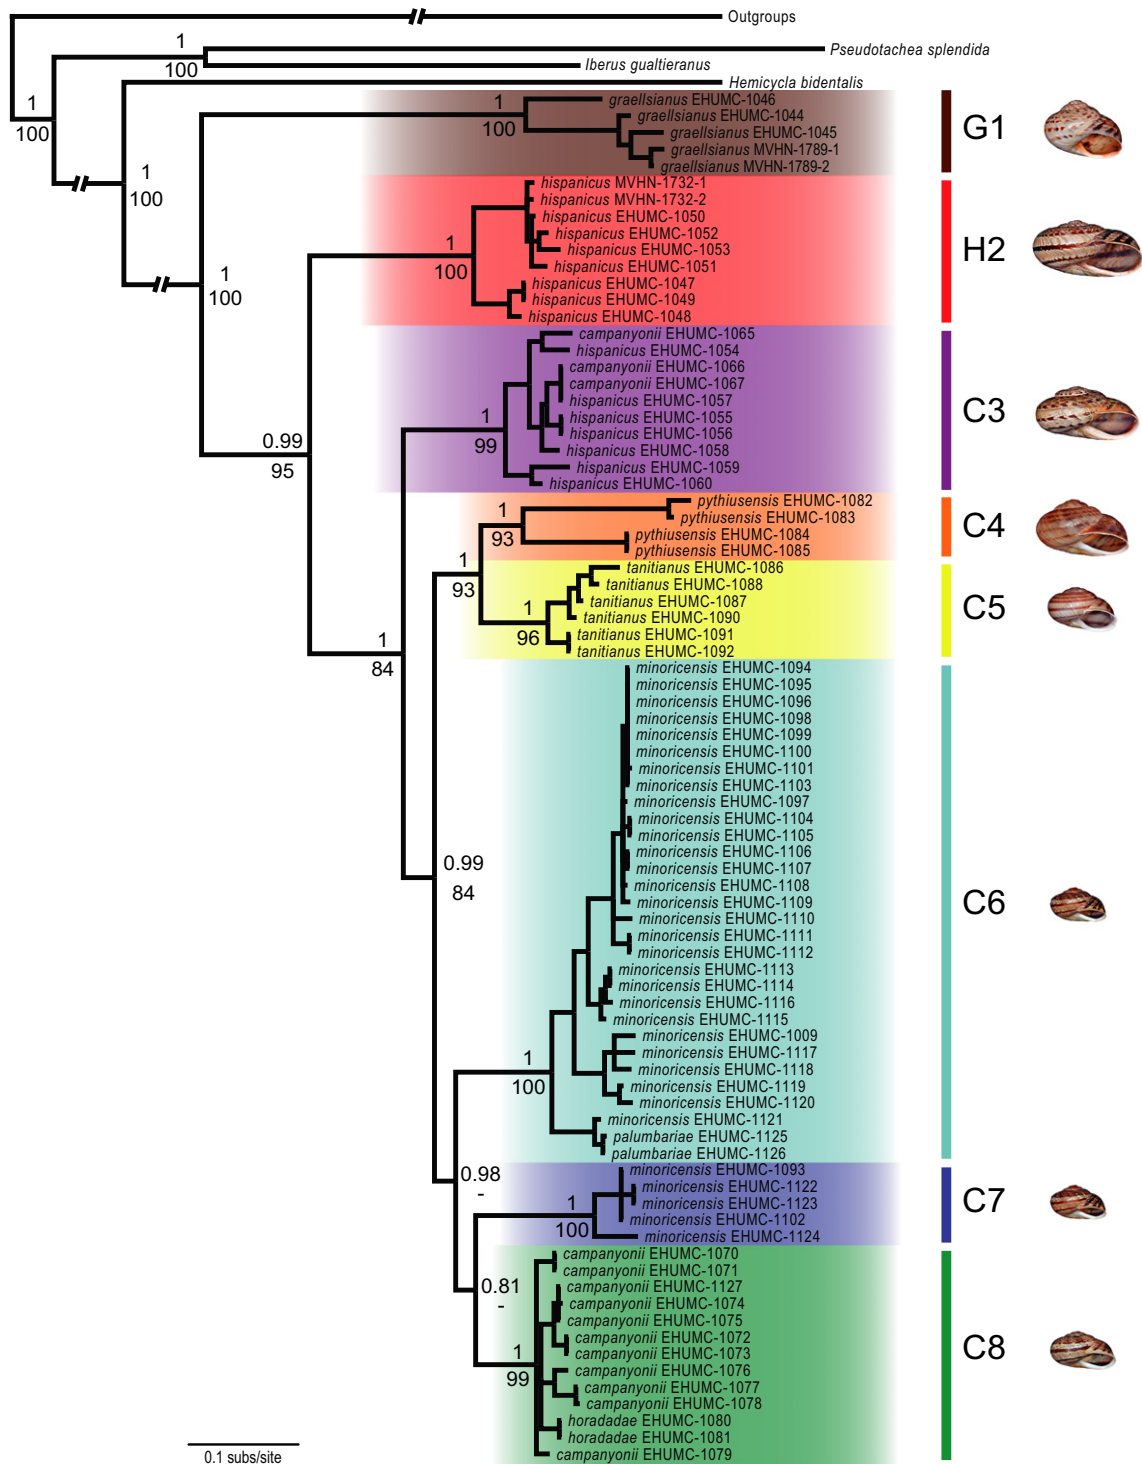 Outgroups
1
Pseudotachea splendida
100
Iberus gualtieranus
Hemicycla bidentalis
1
100
1
100
1
100
graellsianus EHUMC-1046
graellsianus EHUMC-1044
graellsianus EHUMC-1045
graellsianus MVHN-1789-1
graellsianus MVHN-1789-2
G1
hispanicus MVHN-1732-1
hispanicus MVHN-1732-2
hispanicus EHUMC-1050
hispanicus EHUMC-1052
hispanicus EHUMC-1053
hispanicus EHUMC-1051
hispanicus EHUMC-1047
hispanicus EHUMC-1049
hispanicus EHUMC-1048
1
100
H2
1
100
campanyonii EHUMC-1065
hispanicus EHUMC-1054
campanyonii EHUMC-1066
campanyonii EHUMC-1067
hispanicus EHUMC-1057
hispanicus EHUMC-1055
hispanicus EHUMC-1056
hispanicus EHUMC-1058
hispanicus EHUMC-1059
hispanicus EHUMC-1060
1
99
C3
0.99
95
pythiusensis EHUMC-1082
pythiusensis EHUMC-1083
pythiusensis EHUMC-1084
pythiusensis EHUMC-1085
1
93
C4
1
93
tanitianus EHUMC-1086
tanitianus EHUMC-1088
tanitianus EHUMC-1087
tanitianus EHUMC-1090
tanitianus EHUMC-1091
tanitianus EHUMC-1092
1
96
C5
1
84
minoricensis EHUMC-1094
minoricensis EHUMC-1095
minoricensis EHUMC-1096
minoricensis EHUMC-1098
minoricensis EHUMC-1099
minoricensis EHUMC-1100
minoricensis EHUMC-1101
minoricensis EHUMC-1103
minoricensis EHUMC-1097
minoricensis EHUMC-1104
minoricensis EHUMC-1105
minoricensis EHUMC-1106
minoricensis EHUMC-1107
minoricensis EHUMC-1108
minoricensis EHUMC-1109
minoricensis EHUMC-1110
minoricensis EHUMC-1111
minoricensis EHUMC-1112
minoricensis EHUMC-1113
minoricensis EHUMC-1114
minoricensis EHUMC-1116
minoricensis EHUMC-1115
minoricensis EHUMC-1009
minoricensis EHUMC-1117
minoricensis EHUMC-1118
minoricensis EHUMC-1119
minoricensis EHUMC-1120
minoricensis EHUMC-1121
palumbariae EHUMC-1125
palumbariae EHUMC-1126
0.99
84
C6
1
100
0.98
-
minoricensis EHUMC-1093
minoricensis EHUMC-1122
minoricensis EHUMC-1123
minoricensis EHUMC-1102
minoricensis EHUMC-1124
1
100
C7
0.81
-
campanyonii EHUMC-1070
campanyonii EHUMC-1071
campanyonii EHUMC-1127
campanyonii EHUMC-1074
campanyonii EHUMC-1075
campanyonii EHUMC-1072
campanyonii EHUMC-1073
campanyonii EHUMC-1076
campanyonii EHUMC-1077
campanyonii EHUMC-1078
horadadae EHUMC-1080
horadadae EHUMC-1081
campanyonii EHUMC-1079
1
99
C8
0.1 subs/site